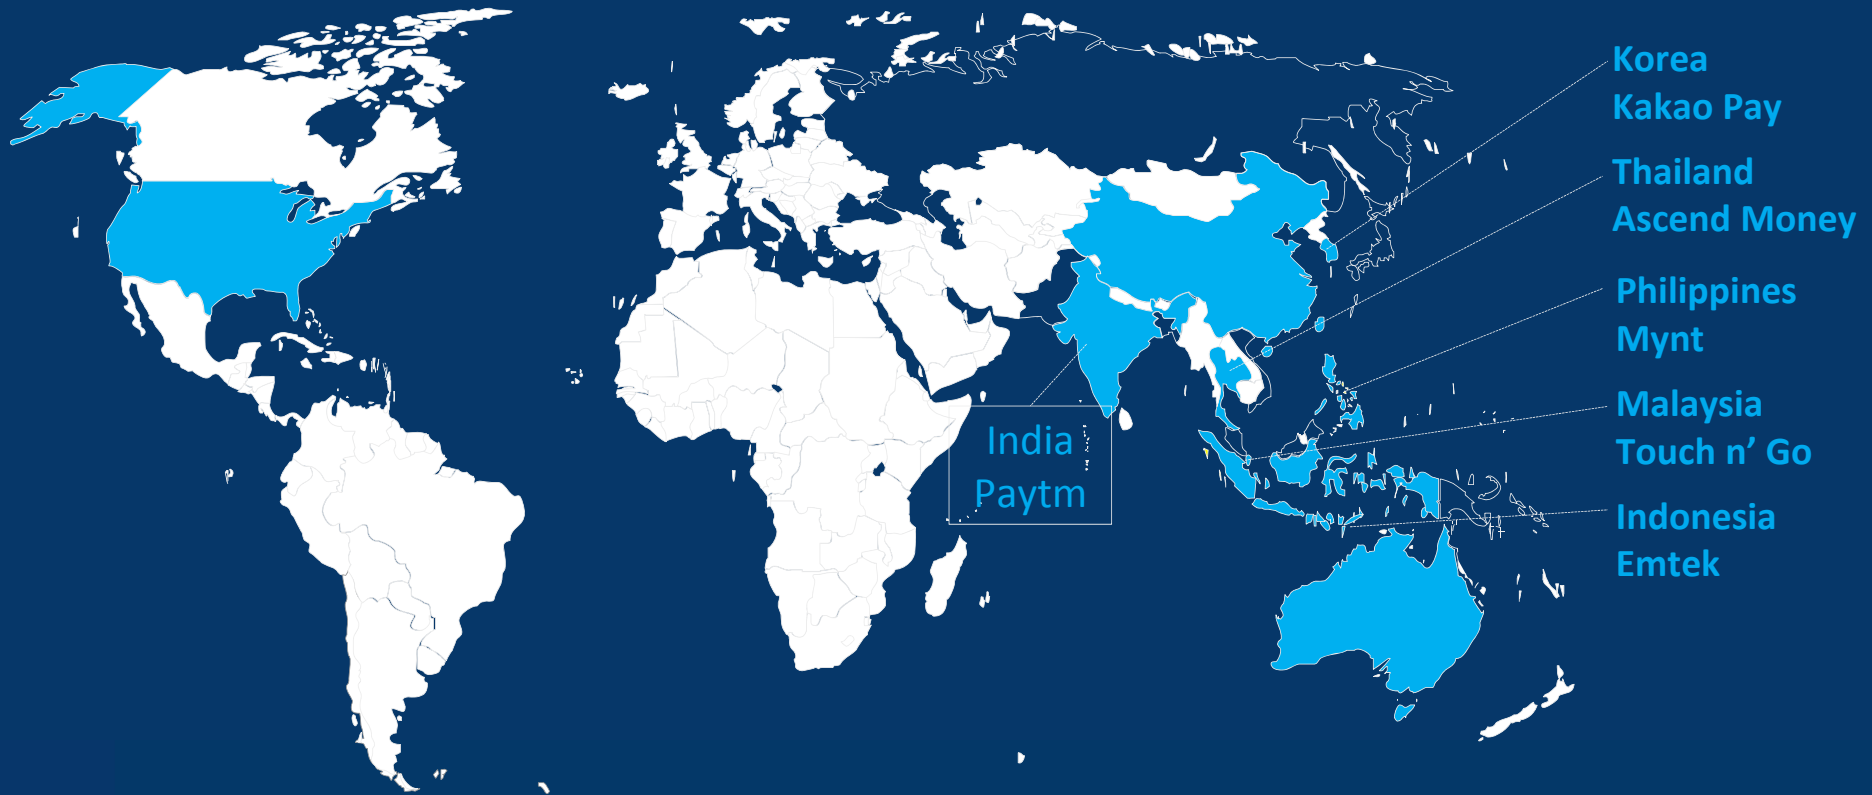 Korea
Kakao Pay
Thailand
Ascend Money
Philippines
Mynt
Malaysia
Touch n’ Go
Indonesia
Emtek
India
Paytm